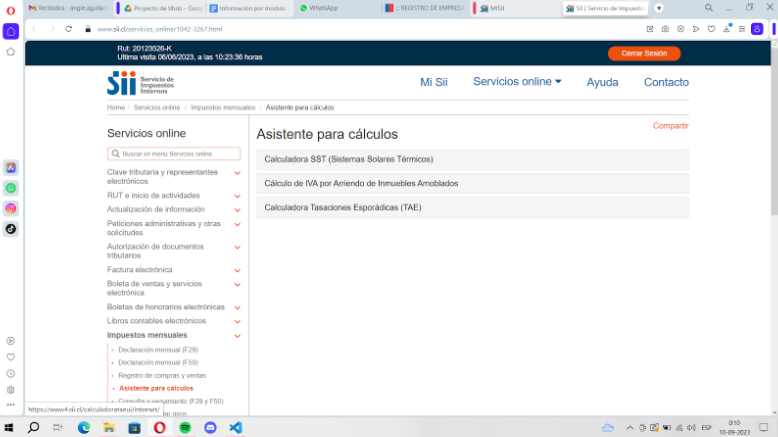 Recibidos - angie.aguilar
Proyecto de titulo - Goo
Información por modulo
WhatsApp
.: REGISTRO DE EMPRES
MISII
SII | Servicio de Impuesto
www.sii.cl/servicios_online/1042-3267.html
Rut: 20123526-K
Ultima visita 06/06/2023, a las 10:23:36 horas
Cerrar Sesión
Sii Servicio de
Impuestos
Internos
Mi Sii
Servicios online
Ayuda
Contacto
Home / Servicios online / Impuestos mensuales / Asistente para cálculos
Compartir
Servicios online
Buscar en menú Servicios online
Clave tributaria y representantes
electrónicos
RUT e inicio de actividades
Actualización de información
Peticiones administrativas y otras
solicitudes
Autorización de documentos
tributarios
Factura electrónica
Boleta de ventas y servicios
electrónica
Boletas de honorarios electrónicas
Libros contables electrónicos
Impuestos mensuales
Declaración mensual (F29)
Declaración mensual (F50)
Registro de compras y ventas
Asistente para cálculos
Consulta y seguimiento (F29 y F50)
Asistente para cálculos
Calculadora SST (Sistemas Solares Térmicos)
Cálculo de IVA por Arriendo de Inmuebles Amoblados
Calculadora Tasaciones Esporádicas (TAE)
https://www4.sii.cl/calculadorataeui/internet/
ESP
0:10
10-09-2023